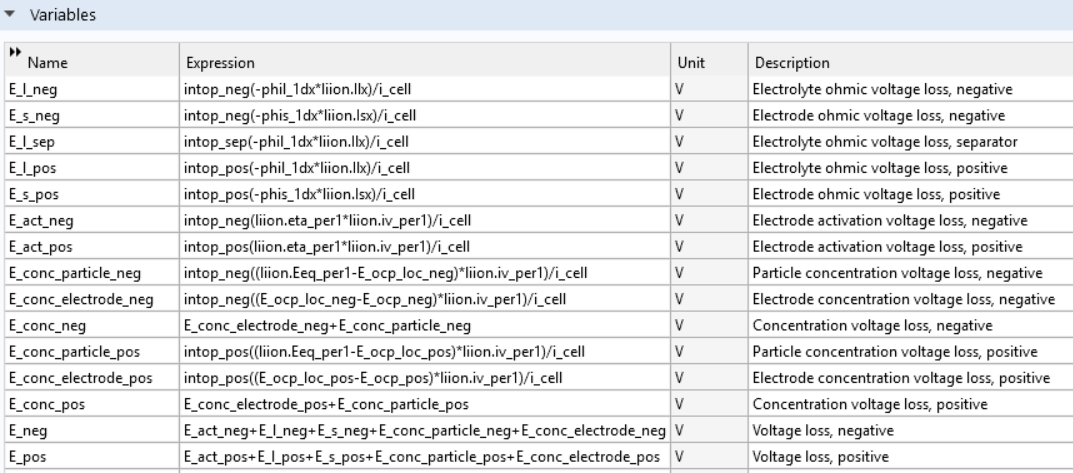 Variables
Name Expression Unit Description
E_l_neg intop_neg(-phil_1dx*liion.Ilx)/i_cell V Electrolyte ohmic voltage loss, negative
E_s_neg intop_neg(-phis_1dx*liion.Isx)/i_cell V Electrode ohmic voltage loss, negative
E_l_sep intop_sep(-phil_1dx*liion.Ilx)/i_cell V Electrolyte ohmic voltage loss, separator
E_l_pos intop_pos(-phil_1dx*liion.Ilx)/i_cell V Electrolyte ohmic voltage loss, positive
E_s_pos intop_pos(-phis_1dx*liion.Isx)/i_cell V Electrode ohmic voltage loss, positive
E_act_neg intop_neg(liion.eta_per1*liion.iv_per1)/i_cell V Electrode activation voltage loss, negative
E_act_pos intop_pos(liion.eta_per1*liion.iv_per1)/i_cell V Electrode activation voltage loss, positive
E_conc_particle_neg intop_neg((liion.Eeq_per1-E_ocp_loc_neg)*liion.iv_per1)/i_cell V Particle concentration voltage loss, negative
E_conc_electrode_neg intop_neg((E_ocp_loc_neg-E_ocp_neg)*liion.iv_per1)/i_cell V Electrode concentration voltage loss, negative
E_conc_neg E_conc_electrode_neg+E_conc_particle_neg V Concentration voltage loss, negative
E_conc_particle_pos intop_pos((liion.Eeq_per1-E_ocp_loc_pos)*liion.iv_per1)/i_cell V Particle concentration voltage loss, positive
E_conc_electrode_pos intop_pos((E_ocp_loc_pos-E_ocp_pos)*liion.iv_per1)/i_cell V Electrode concentration voltage loss, positive
E_conc_pos E_conc_electrode_pos+E_conc_particle_pos V Concentration voltage loss, positive
E_neg E_act_neg+E_l_neg+E_s_neg+E_conc_particle_neg+E_conc_electrode_neg V Voltage loss, negative
E_pos E_act_pos+E_l_pos+E_s_pos+E_conc_particle_pos+E_conc_electrode_pos V Voltage loss, positive